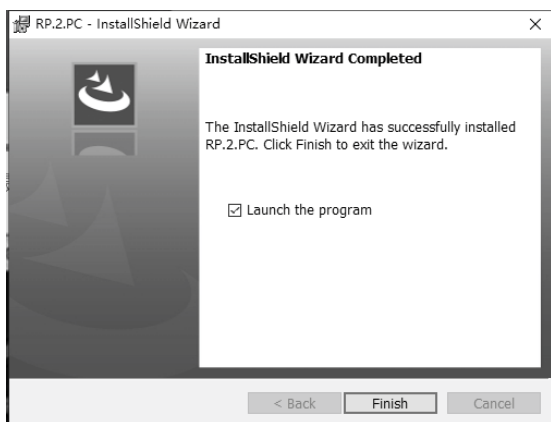 RP.2.PC - InstallShield Wizard
InstallShield Wizard Completed
The InstallShield Wizard has successfully installed
RP.2.PC. Click Finish to exit the wizard.
Launch the program
< Back Finish Cancel